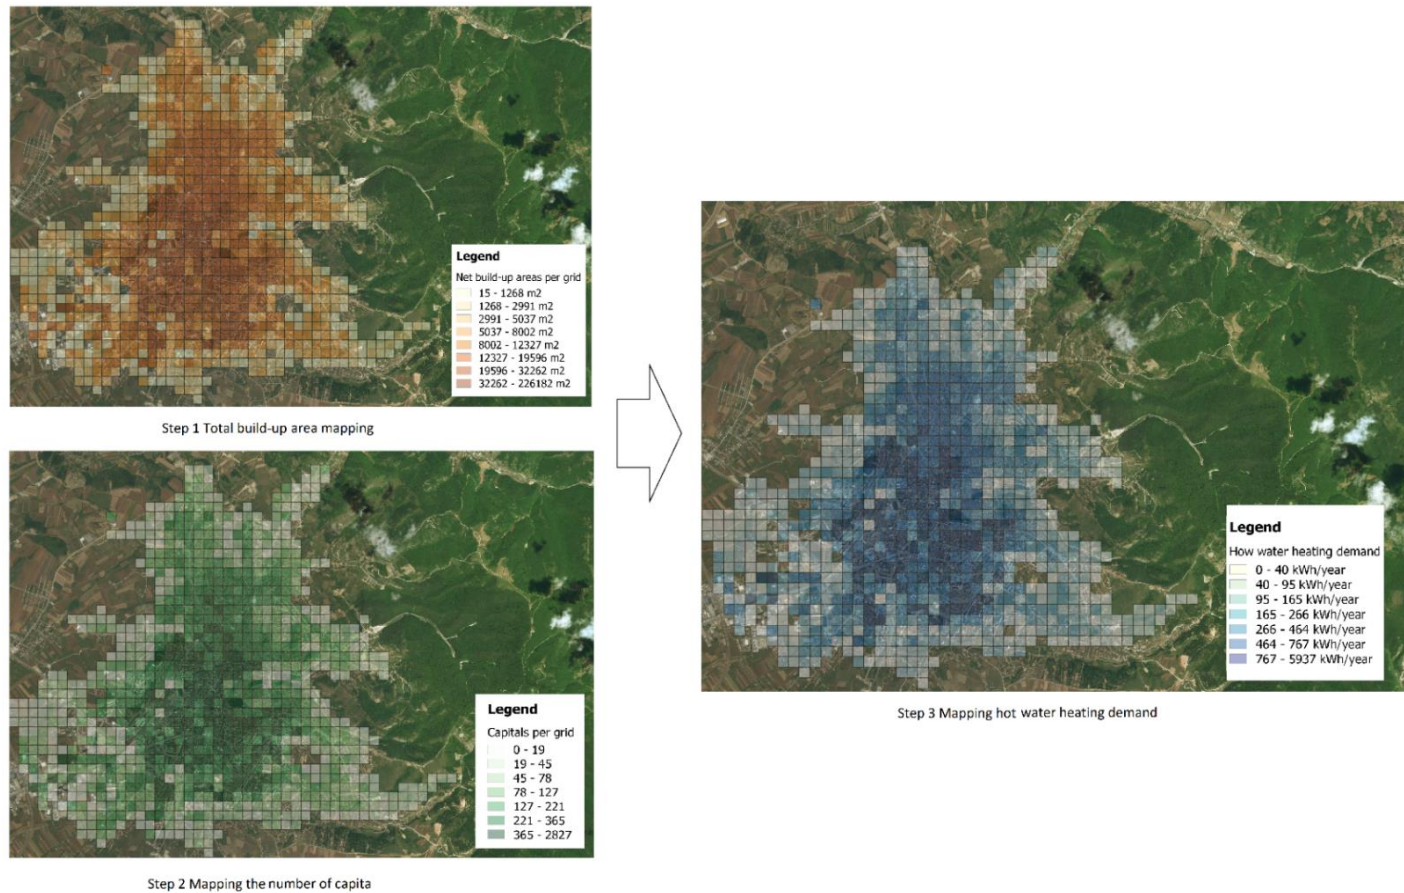 Legend
Net build-up areas per grid
15 - 1268 m2
1268 - 2991 m2
2991 - 5037 m2
5037 - 8002 m2
8002 - 12327 m2
12327 - 19596 m2
19596 - 32262 m2
32262 - 226182 m2
Step 1 Total build-up area mapping
Legend
Capitals per grid
0 - 19
19 - 45
45 - 78
78 - 127
127 - 221
221 - 365
365 - 2827
Step 2 Mapping the number of capita
Legend
How water heating demand
0 - 40 kWh/year
40 - 95 kWh/year
95 - 165 kWh/year
165 - 266 kWh/year
266 - 464 kWh/year
464 - 767 kWh/year
767 - 5937 kWh/year
Step 3 Mapping hot water heating demand